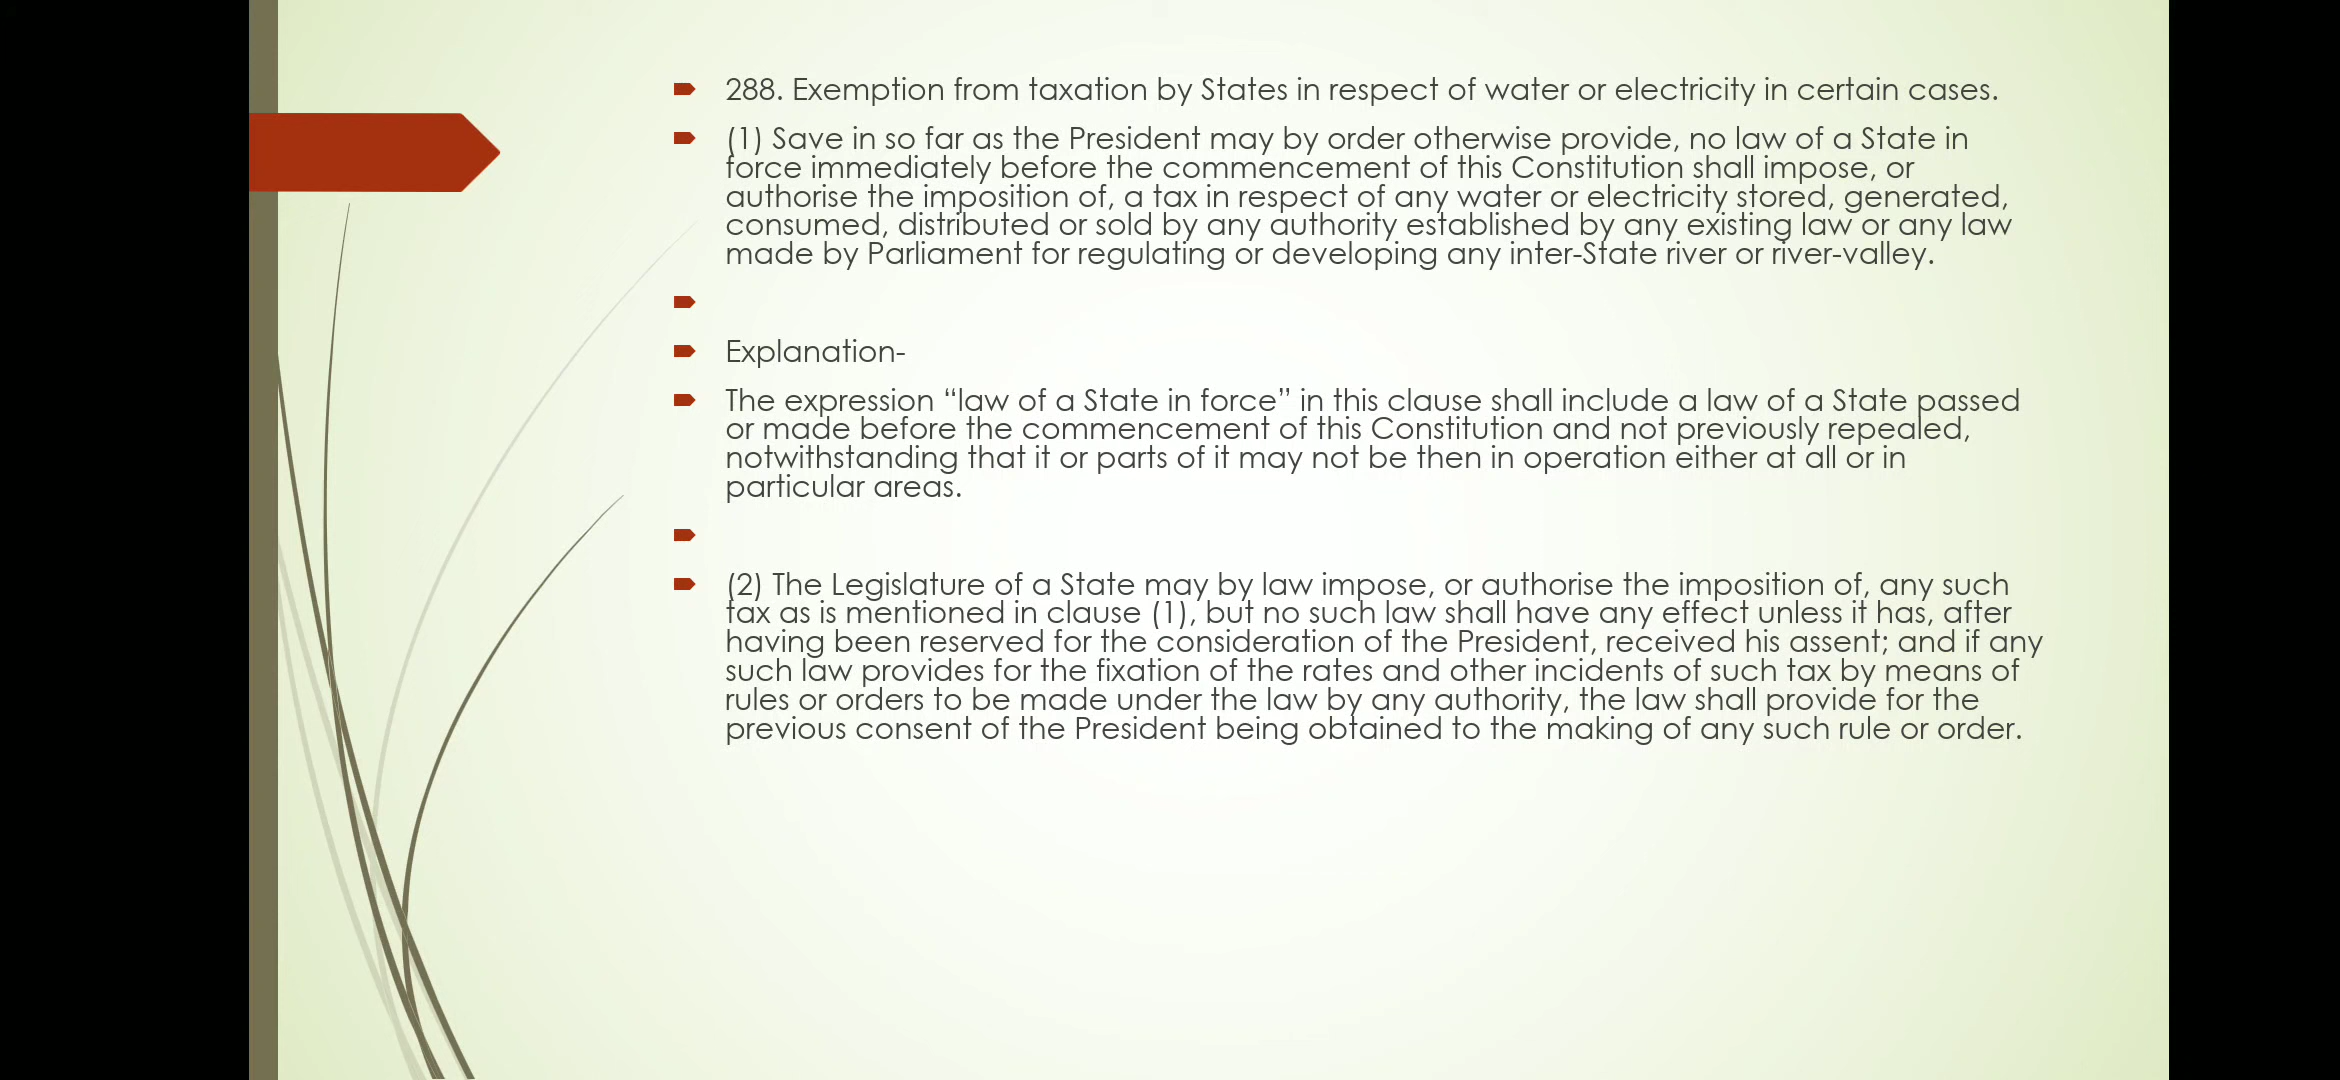 288. Exemption from taxation by States in respect of water or electricity in certain cases.
(1) Save in so far as the President may by order otherwise provide, no law of a State in
force immediately before the commencement of this Constitution shall impose, or
authorise the imposition of, a tax in respect of any water or electricity stored, generated,
consumed, distributed or sold by any authority established by any existing law or any law
made by Parliament for regulating or developing any inter-State river or river-valley.
Explanation-
The expression “law of a State in force” in this clause shall include a law of a State passed
or made before the commencement of this Constitution and not previously repealed,
notwithstanding that it or parts of it may not be then in operation either at all or in
particular areas.
(2) The Legislature of a State may by law impose, or authorise the imposition of, any such
tax as is mentioned in clause (1), but no such law shall have any effect unless it has, after
having been reserved for the consideration of the President, received his assent; and if any
such law provides for the fixation of the rates and other incidents of such tax by means of
rules or orders to be made under the law by any authority, the law shall provide for the
previous consent of the President being obtained to the making of any such rule or order.